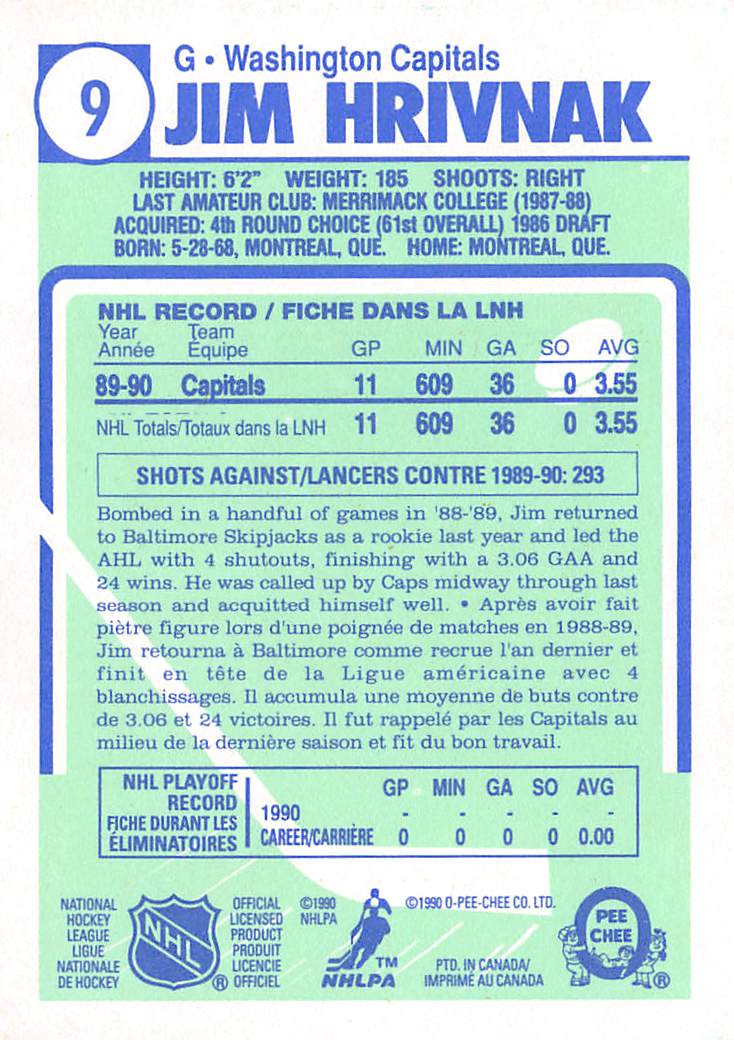 9
G • Washington Capitals
JIM HRIVNAK
HEIGHT: 6'2" WEIGHT: 185 SHOOTS: RIGHT
LAST AMATEUR CLUB: MERRIMACK COLLEGE (1987-88)
ACQUIRED: 4th ROUND CHOICE (61st OVERALL) 1986 DRAFT
BORN: 5-28-68, MONTREAL, QUE. HOME: MONTREAL, QUE.
NHL RECORD / FICHE DANS LA LNH
Year Team
Année Équipe GP MIN GA SO AVG
89-90 Capitals 11 609 36 0 3.55
NHL Totals/Totaux dans la LNH 11 609 36 0 3.55
SHOTS AGAINST/LANCERS CONTRE 1989-90: 293
Bombed in a handful of games in '88-'89, Jim returned
to Baltimore Skipjacks as a rookie last year and led the
AHL with 4 shutouts, finishing with a 3.06 GAA and
24 wins. He was called up by Caps midway through last
season and acquitted himself well. • Après avoir fait
piètre figure lors d'une poignée de matches en 1988-89,
Jim retourna à Baltimore comme recrue l'an dernier et
finit en tête de la Ligue américaine avec 4
blanchissages. Il accumula une moyenne de buts contre
de 3.06 et 24 victoires. Il fut rappelé par les Capitals au
milieu de la dernière saison et fit du bon travail.
NHL PLAYOFF
RECORD
FICHE DURANT LES
ÉLIMINATOIRES
GP MIN GA SO AVG
1990 - - - - -
CAREER/CARRIÈRE 0 0 0 0 0.00
NATIONAL
HOCKEY
LEAGUE
LIGUE
NATIONALE
DE HOCKEY
NHL
®
OFFICIAL
LICENSED
PRODUCT
PRODUIT
LICENCIE
OFFICIEL
©1990
NHLPA
TM
NHLPA
©1990 O-PEE-CHEE CO. LTD.
PTD. IN CANADA/
IMPRIMÉ AU CANADA
O
PEE
CHEE
®